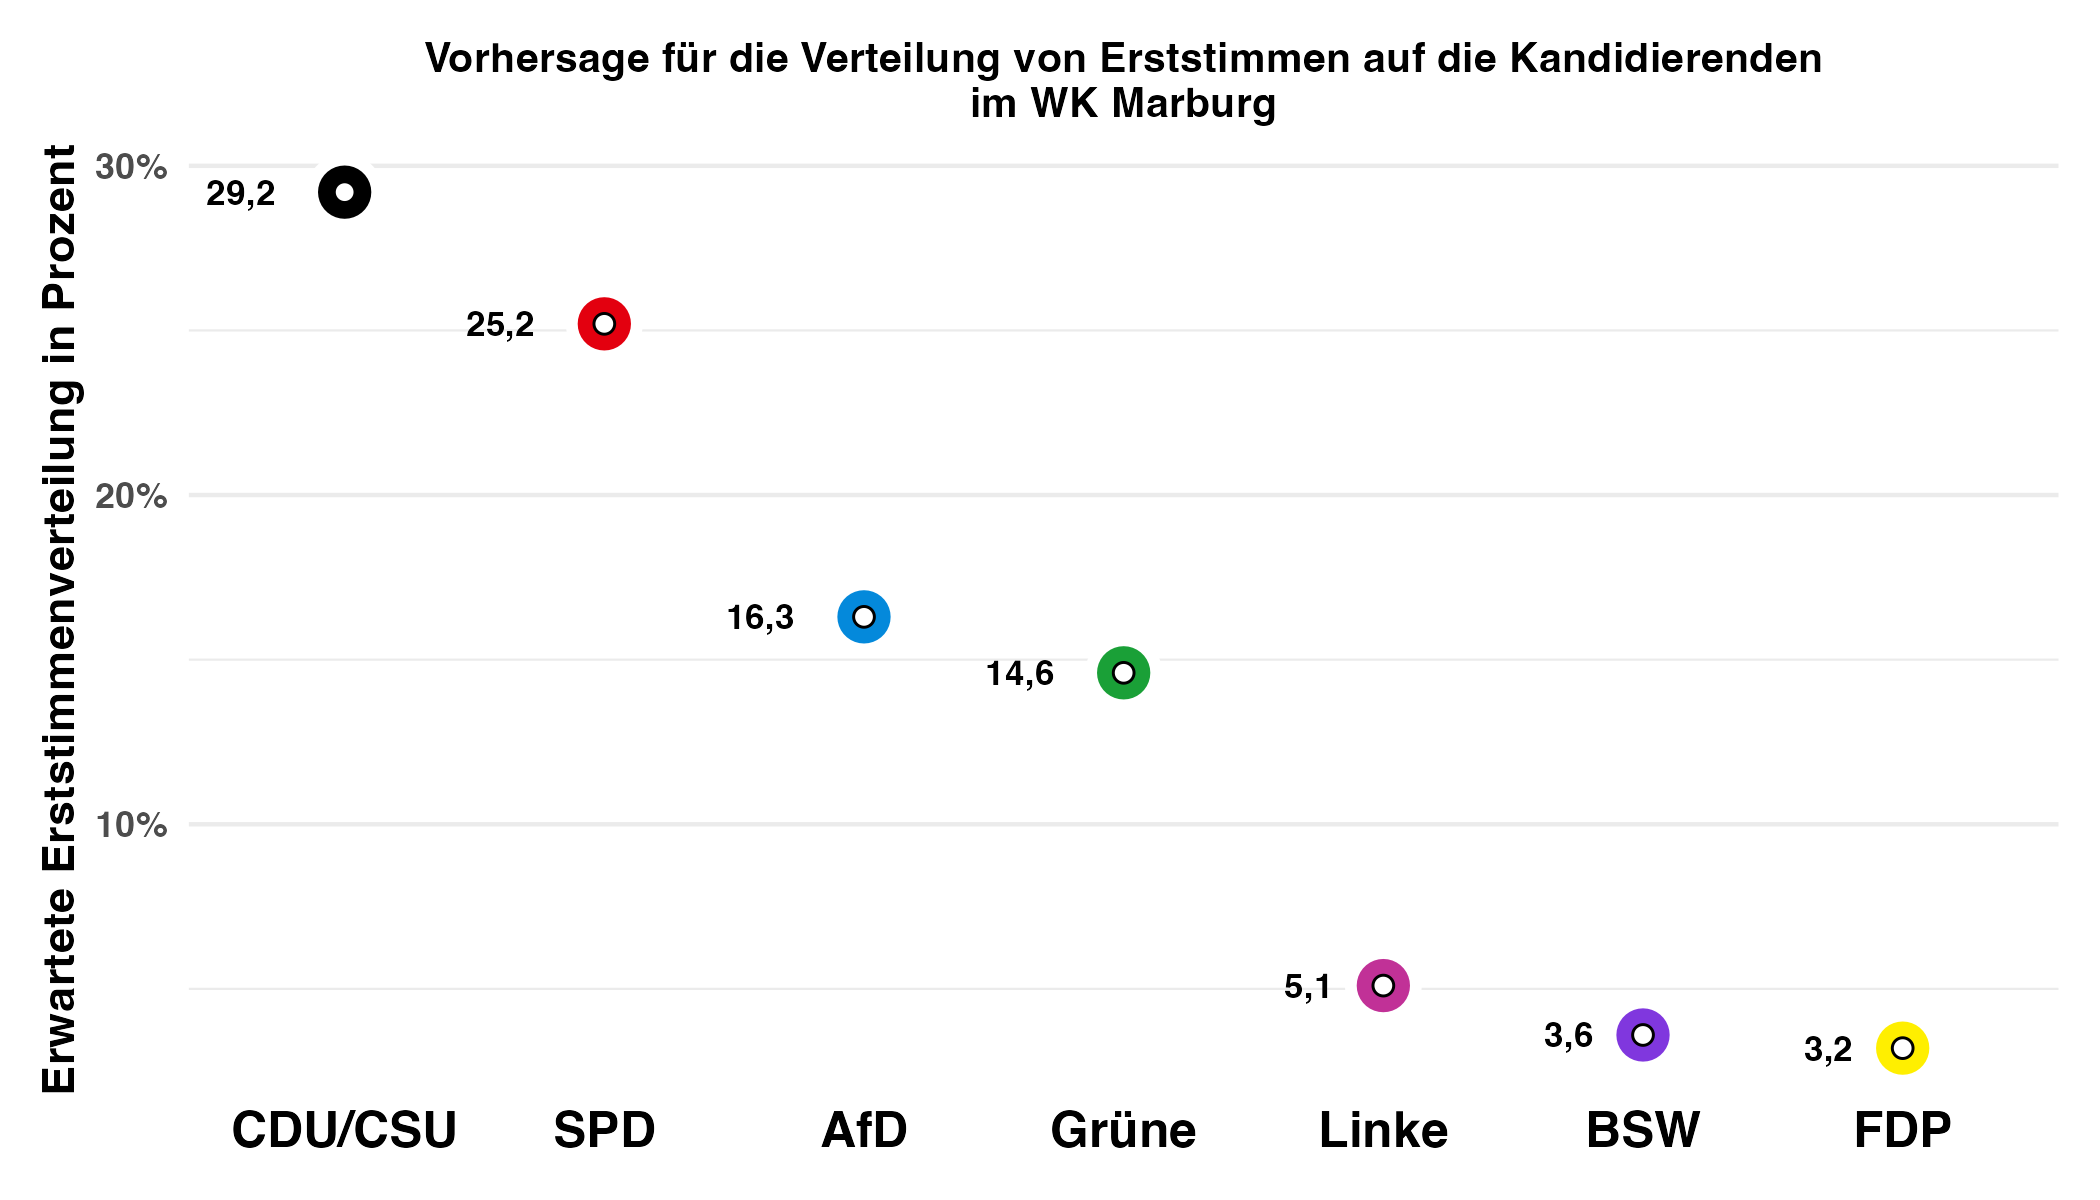 Vorhersage für die Verteilung von Erststimmen auf die Kandidierenden
im WK Marburg
Erwartete Erststimmenverteilung in Prozent
30%
20%
10%
29,2
25,2
16,3
14,6
5,1
3,6
3,2
CDU/CSU
SPD
AfD
Grüne
Linke
BSW
FDP